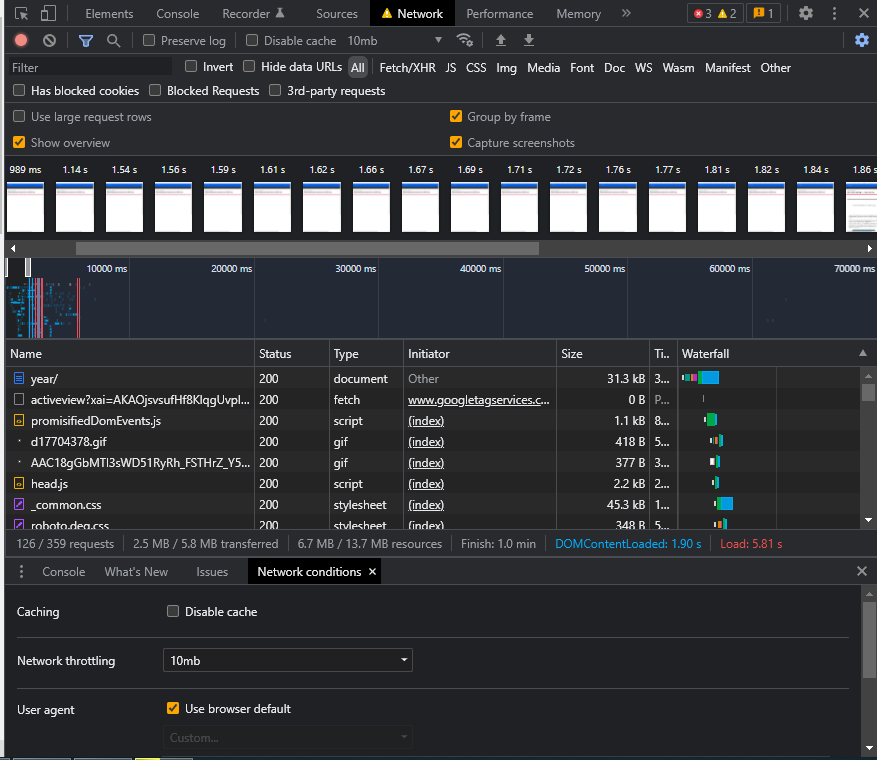 Elements Console Recorder Sources Network Performance Memory » 3 2 1
Preserve log Disable cache 10mb
Filter Invert Hide data URLs All Fetch/XHR JS CSS Img Media Font Doc WS Wasm Manifest Other
Has blocked cookies Blocked Requests 3rd-party requests
Use large request rows Group by frame
Show overview Capture screenshots
989 ms 1.14 s 1.54 s 1.56 s 1.59 s 1.61 s 1.62 s 1.66 s 1.67 s 1.69 s 1.71 s 1.72 s 1.76 s 1.77 s 1.81 s 1.82 s 1.84 s 1.86 s
10000 ms 20000 ms 30000 ms 40000 ms 50000 ms 60000 ms 70000 ms
Name Status Type Initiator Size Ti... Waterfall
year/ 200 document Other 31.3 kB 3...
activeview?xai=AKAOjsvsufHf8KlqgUvpl... 200 fetch www.googletagservices.c... 0 B P...
promisifiedDomEvents.js 200 script (index) 1.1 kB 8...
d17704378.gif 200 gif (index) 418 B 5...
AAC18gGbMTl3sWD51RyRh_FSTHrZ_Y5... 200 gif (index) 377 B 3...
head.js 200 script (index) 2.2 kB 4...
_common.css 200 stylesheet (index) 45.3 kB 1...
roboto.deg.css 200 stylesheet (index) 348 B 5...
126 / 359 requests 2.5 MB / 5.8 MB transferred 6.7 MB / 13.7 MB resources Finish: 1.0 min DOMContentLoaded: 1.90 s Load: 5.81 s
Console What's New Issues Network conditions
Caching Disable cache
Network throttling 10mb
User agent Use browser default
Custom...